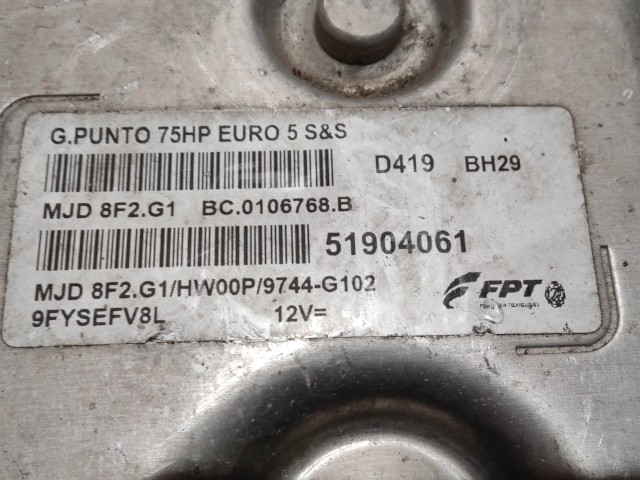 G.PUNTO 75HP EURO 5 S&S
D419 BH29
MJD 8F2.G1 BC.0106768.B
51904061
MJD 8F2.G1/HW00P/9744-G102
FPT
9FYSEFV8L 12V=